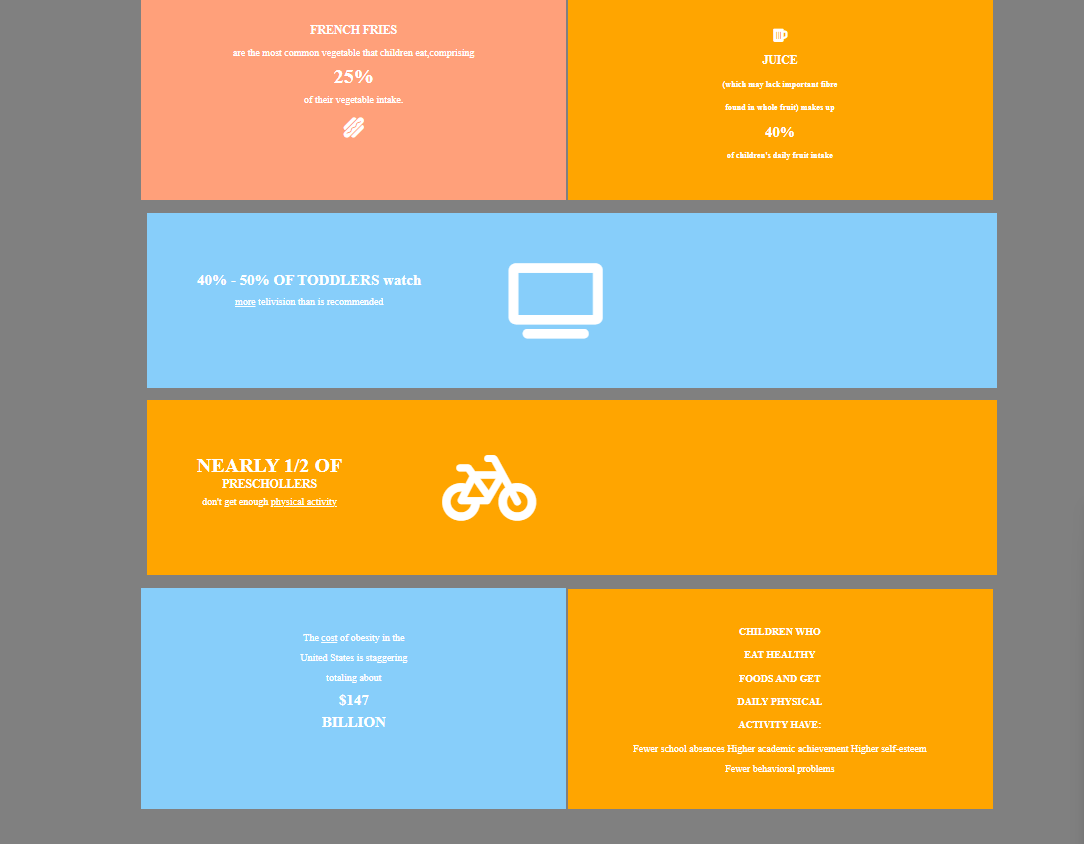 FRENCH FRIES
are the most common vegetable that children eat,comprising
25%
of their vegetable intake.
JUICE
(which may lack important fibre
found in whole fruit) makes up
40%
of children's daily fruit intake
40% - 50% OF TODDLERS watch
more telivision than is recommended
NEARLY 1/2 OF
PRESCHOLLERS
don't get enough physical activity
The cost of obesity in the
United States is staggering
totaling about
$147
BILLION
CHILDREN WHO
EAT HEALTHY
FOODS AND GET
DAILY PHYSICAL
ACTIVITY HAVE:
Fewer school absences Higher academic achievement Higher self-esteem
Fewer behavioral problems